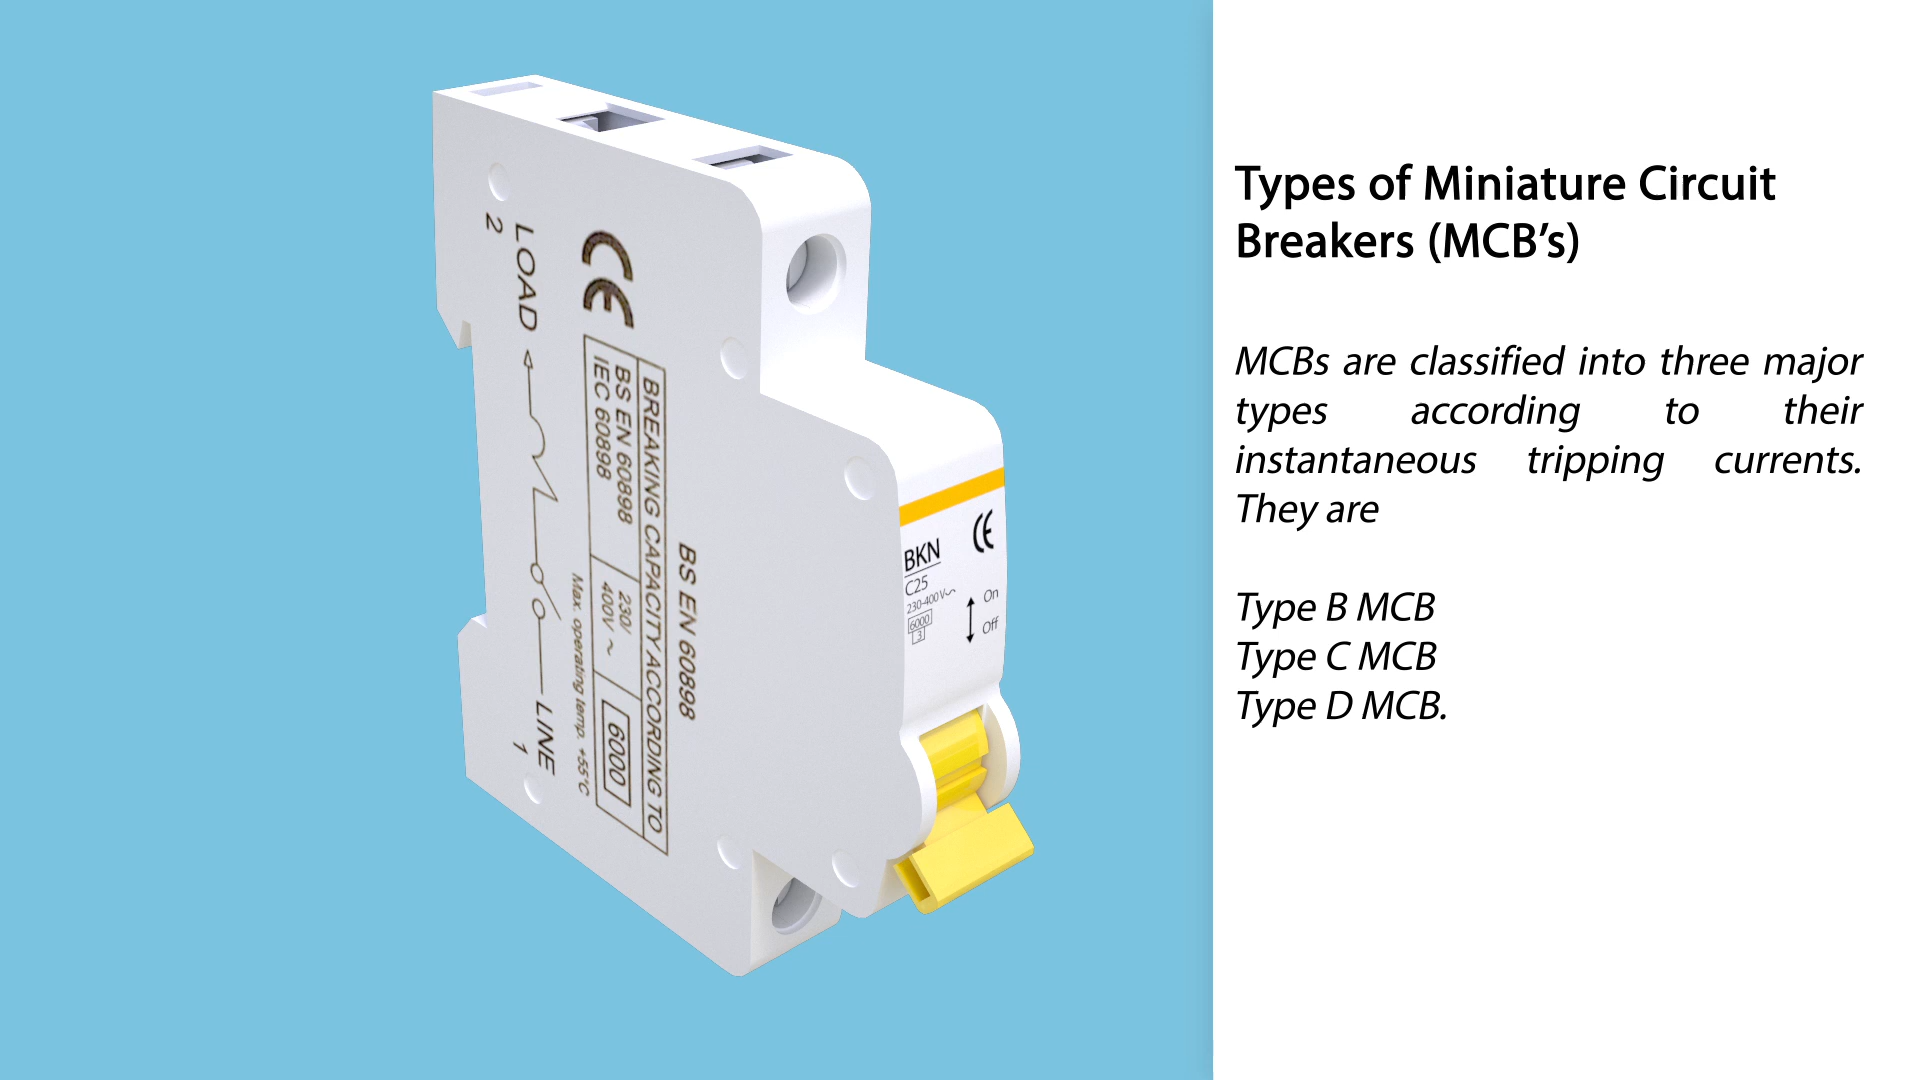 2
LOAD
CE
BREAKING CAPACITY ACCORDING TO
BS EN 60898
IEC 60898
230/
400V ~
6000
BS EN 60898
Max. operating temp. +55°C
LINE
1
CE
BKN
C25
230-400V~
6000
3
On
Off
Types of Miniature Circuit
Breakers (MCB’s)
MCBs are classified into three major
types according to their
instantaneous tripping currents.
They are
Type B MCB
Type C MCB
Type D MCB.